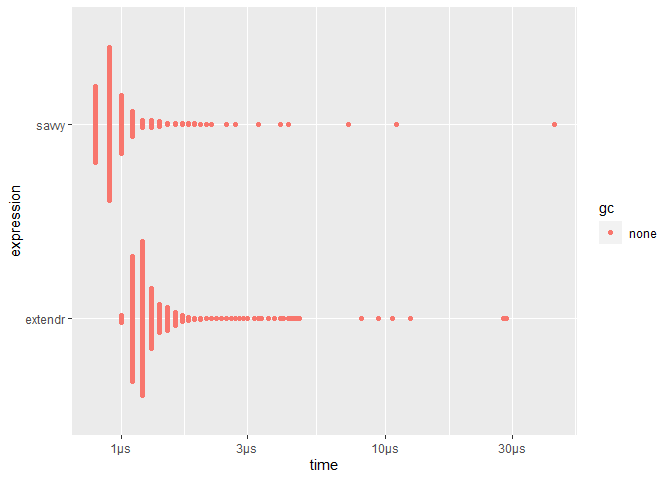 savvy
extendr
expression
1µs
3µs
10µs
30µs
time
gc
none